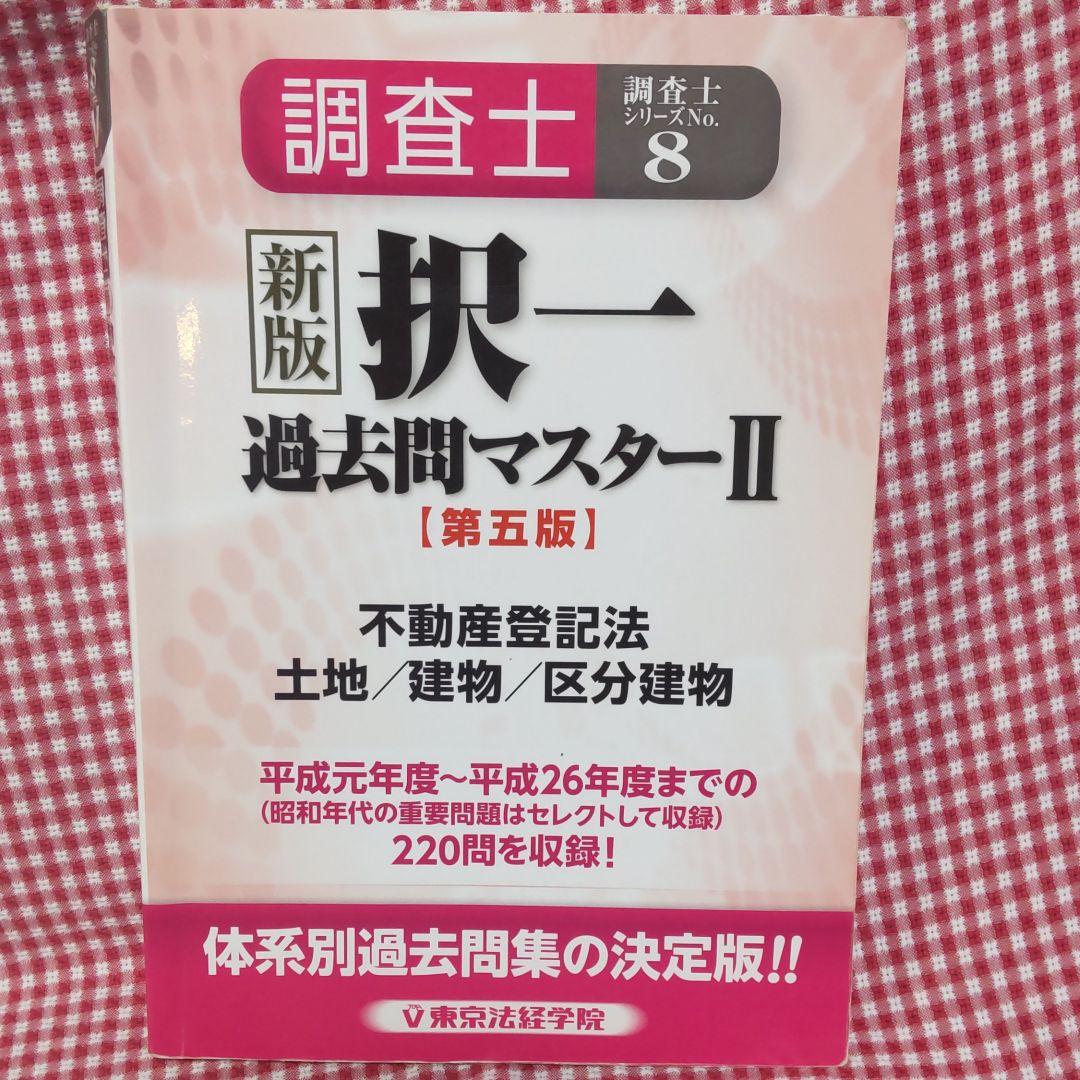 調査士
調査士
シリーズNo.
8
新版
択一
過去問マスターⅡ
【第五版】
不動産登記法
土地／建物／区分建物
平成元年度～平成26年度までの
（昭和年代の重要問題はセレクトして収録）
220問を収録！
体系別過去問集の決定版!!
東京法経学院